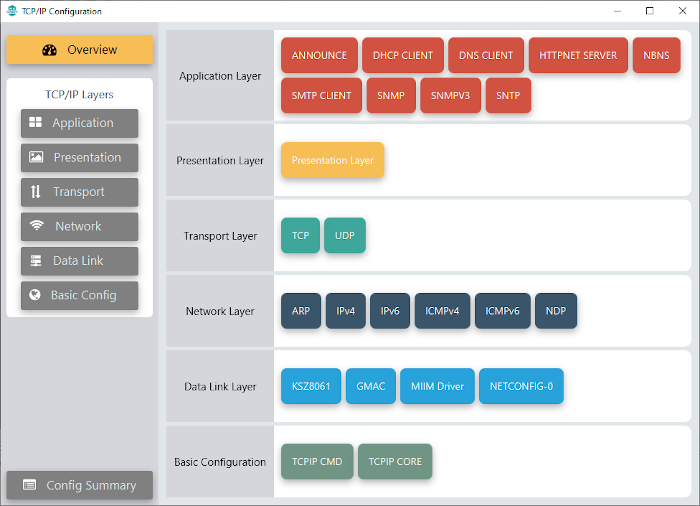 TCP/IP Configuration
Overview
TCP/IP Layers
Application
Presentation
Transport
Network
Data Link
Basic Config
Config Summary
Application Layer
ANNOUNCE DHCP CLIENT DNS CLIENT HTTPNET SERVER NBNS
SMTP CLIENT SNMP SNMPV3 SNTP
Presentation Layer
Presentation Layer
Transport Layer
TCP UDP
Network Layer
ARP IPv4 IPv6 ICMPv4 ICMPv6 NDP
Data Link Layer
KSZ8061 GMAC MIIM Driver NETCONFIG-0
Basic Configuration
TCPIP CMD TCPIP CORE